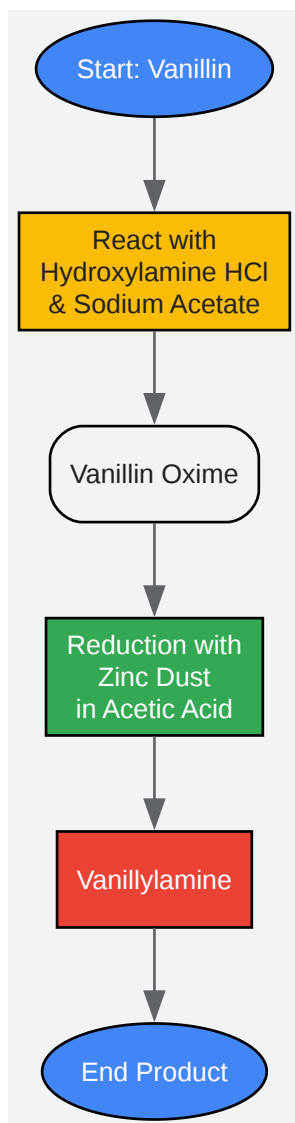 Start: Vanillin
React with
Hydroxylamine HCl
& Sodium Acetate
Vanillin Oxime
Reduction with
Zinc Dust
in Acetic Acid
Vanillylamine
End Product